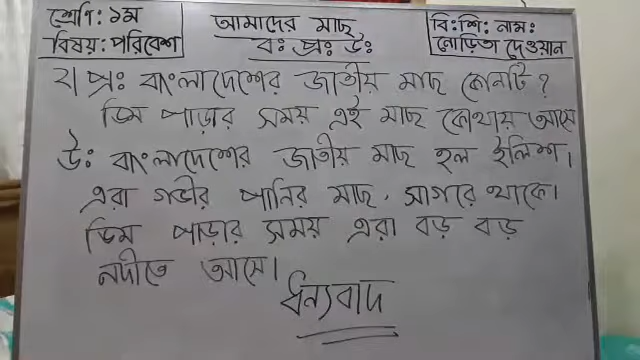 শ্রেণি: ১ম
বিষয়: পরিবেশ
আমাদের মাছ
ব: প্র: উ:
বি: শি: নাম:
নোড়িতা দেওয়ান
২। প্র: বাংলাদেশের জাতীয় মাছ কোনটি?
ডিম পাড়ার সময় এই মাছ কোথায় আসে
উ: বাংলাদেশের জাতীয় মাছ হল ইলিশ।
এরা গভীর পানির মাছ, সাগরে থাকে।
ডিম পাড়ার সময় এরা বড় বড়
নদীতে আসে।
ধন্যবাদ